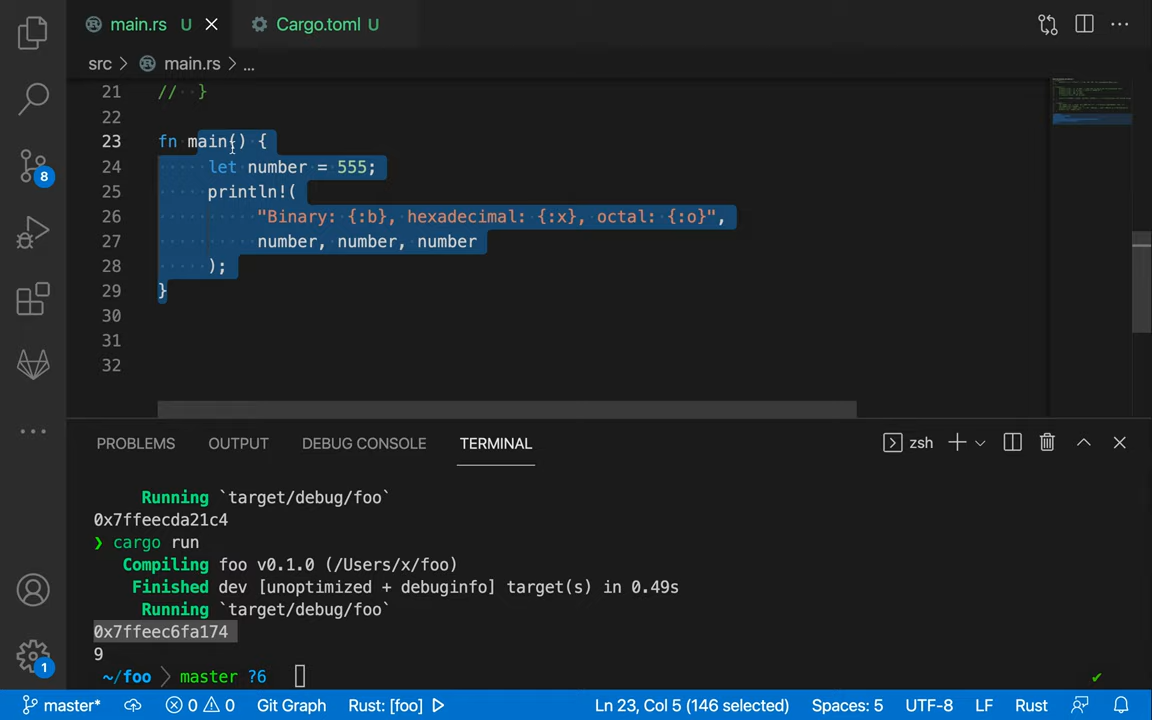 main.rs U Cargo.toml U
src > main.rs > ...
21 // }
22
23 fn main() {
24 let number = 555;
25 println!(
26 "Binary: {:b}, hexadecimal: {:x}, octal: {:o}",
27 number, number, number
28 );
29 }
30
31
32
8
PROBLEMS OUTPUT DEBUG CONSOLE TERMINAL zsh
Running `target/debug/foo`
0x7ffeecda21c4
❯ cargo run
Compiling foo v0.1.0 (/Users/x/foo)
Finished dev [unoptimized + debuginfo] target(s) in 0.49s
Running `target/debug/foo`
0x7ffeec6fa174
9
~/foo > master ?6 ✔
1
master* 0 0 Git Graph Rust: [foo] Ln 23, Col 5 (146 selected) Spaces: 5 UTF-8 LF Rust